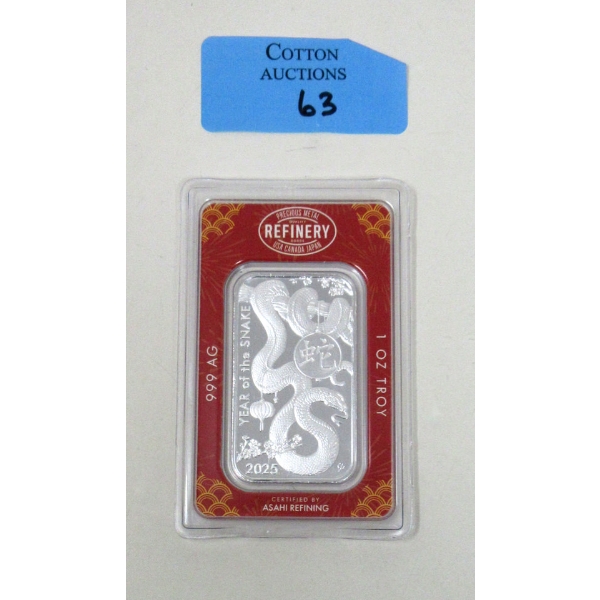 COTTON
AUCTIONS
63
PRECIOUS METAL
REFINERY
USA CANADA JAPAN
999 AG
1 OZ TROY
YEAR of the SNAKE
蛇
2025
CERTIFIED BY
ASAHI REFINING